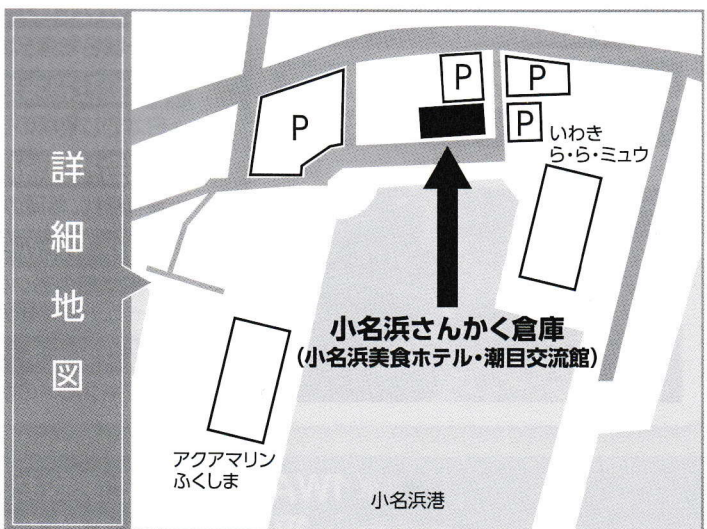 詳細地図
P
P
P
P
いわき
ら・ら・ミュウ
小名浜さんかく倉庫
(小名浜美食ホテル・潮目交流館)
アクアマリン
ふくしま
小名浜港